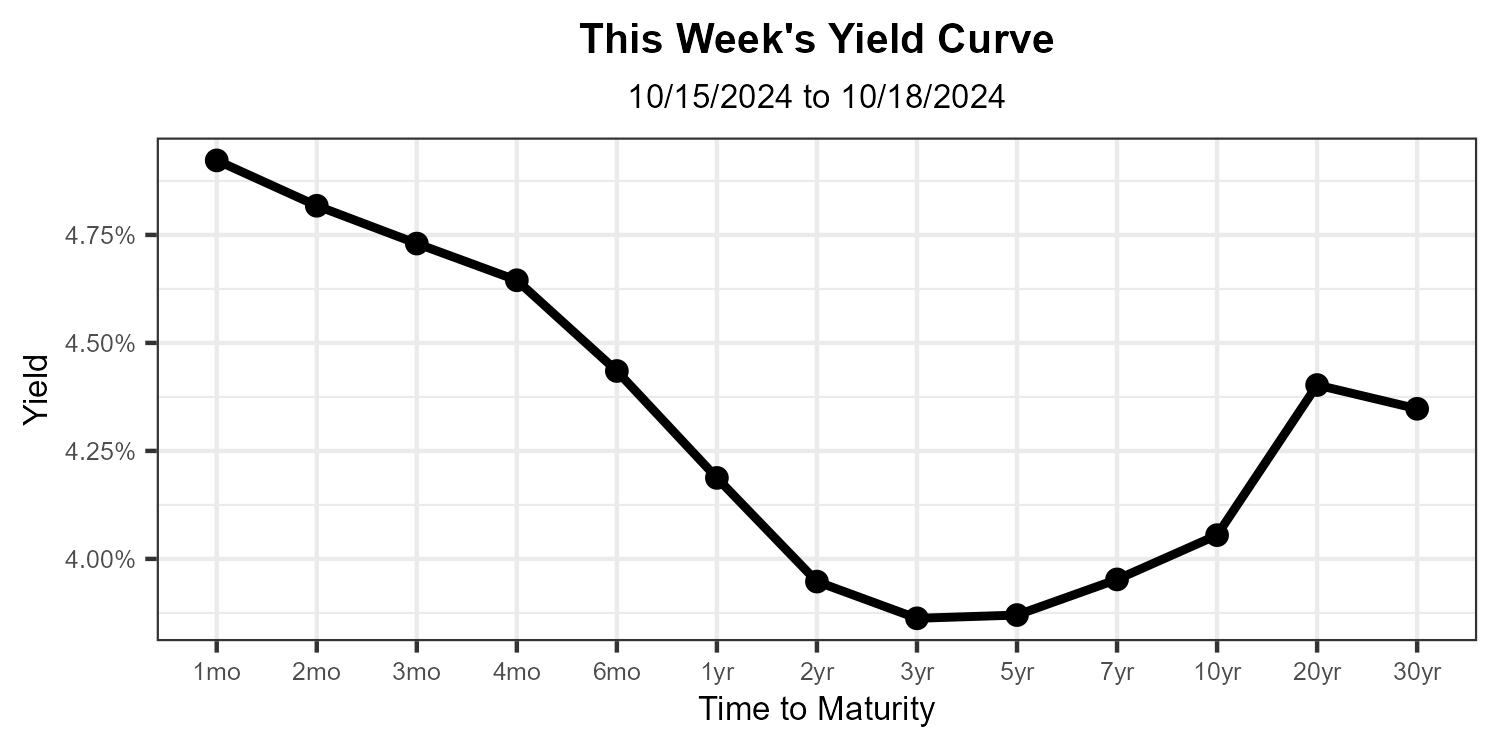 This Week's Yield Curve
10/15/2024 to 10/18/2024
Yield
4.75%
4.50%
4.25%
4.00%
1mo 2mo 3mo 4mo 6mo 1yr 2yr 3yr 5yr 7yr 10yr 20yr 30yr
Time to Maturity